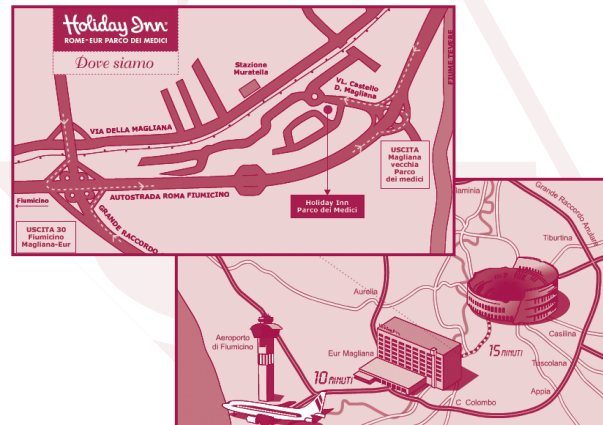 Holiday Inn®
ROME-EUR PARCO DEI MEDICI
Dove siamo
Stazione
Muratella
VL. Castello
D. Magliana
FIUME TEVERE
VIA DELLA MAGLIANA
USCITA
Magliana
vecchia
Parco
dei medici
AUTOSTRADA ROMA FIUMICINO
Fiumicino
Holiday Inn
Parco dei Medici
GRANDE RACCORDO
USCITA 30
Fiumicino
Magliana-Eur
laminia
Grande Raccordo Anulare
Tiburtina
Aurelia
Aeroporto
di Fiumicino
Eur Magliana
15 MINUTI
Casilina
Tuscolana
10 MINUTI
Appia
C. Colombo